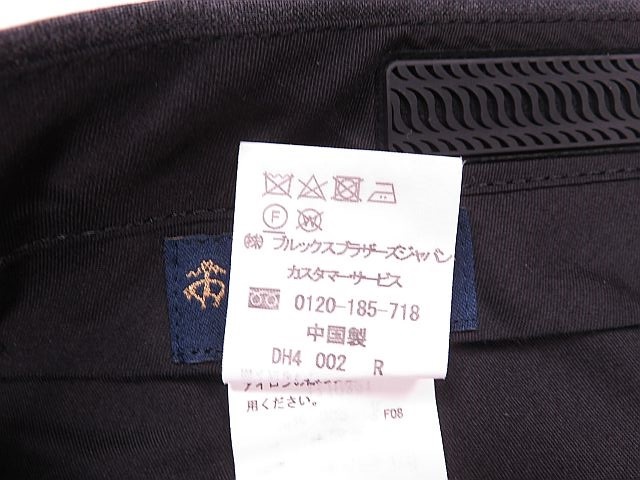 F
W
(株) ブルックスブラザーズジャパン
カスタマーサービス
0120-185-718
中国製
DH4 002 R
用ください。
F08